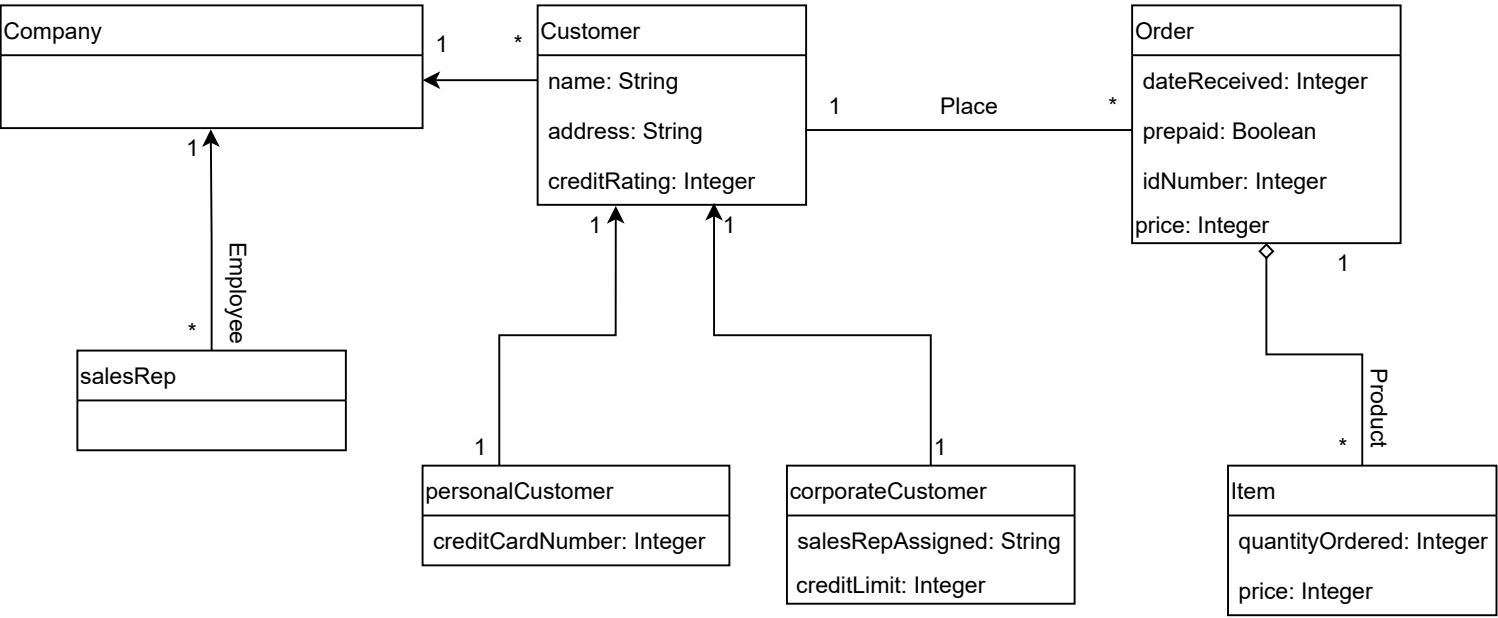 Company
1
*
Customer
name: String
address: String
creditRating: Integer
1
Place
*
Order
dateReceived: Integer
prepaid: Boolean
idNumber: Integer
price: Integer
1
Employee
*
salesRep
1
1
1
1
personalCustomer
creditCardNumber: Integer
corporateCustomer
salesRepAssigned: String
creditLimit: Integer
1
Product
*
Item
quantityOrdered: Integer
price: Integer